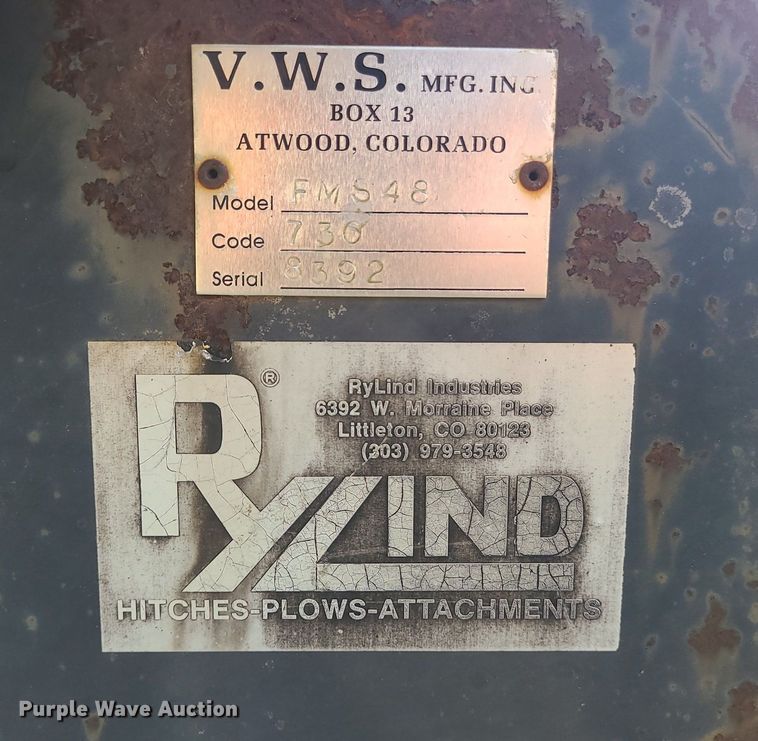 V.W.S. MFG. INC
BOX 13
ATWOOD, COLORADO
Model FMS48
Code 730
Serial 8392
RYLIND ®
RyLind Industries
6392 W. Morraine Place
Littleton, CO 80123
(303) 979-3548
HITCHES-PLOWS-ATTACHMENTS
Purple Wave Auction